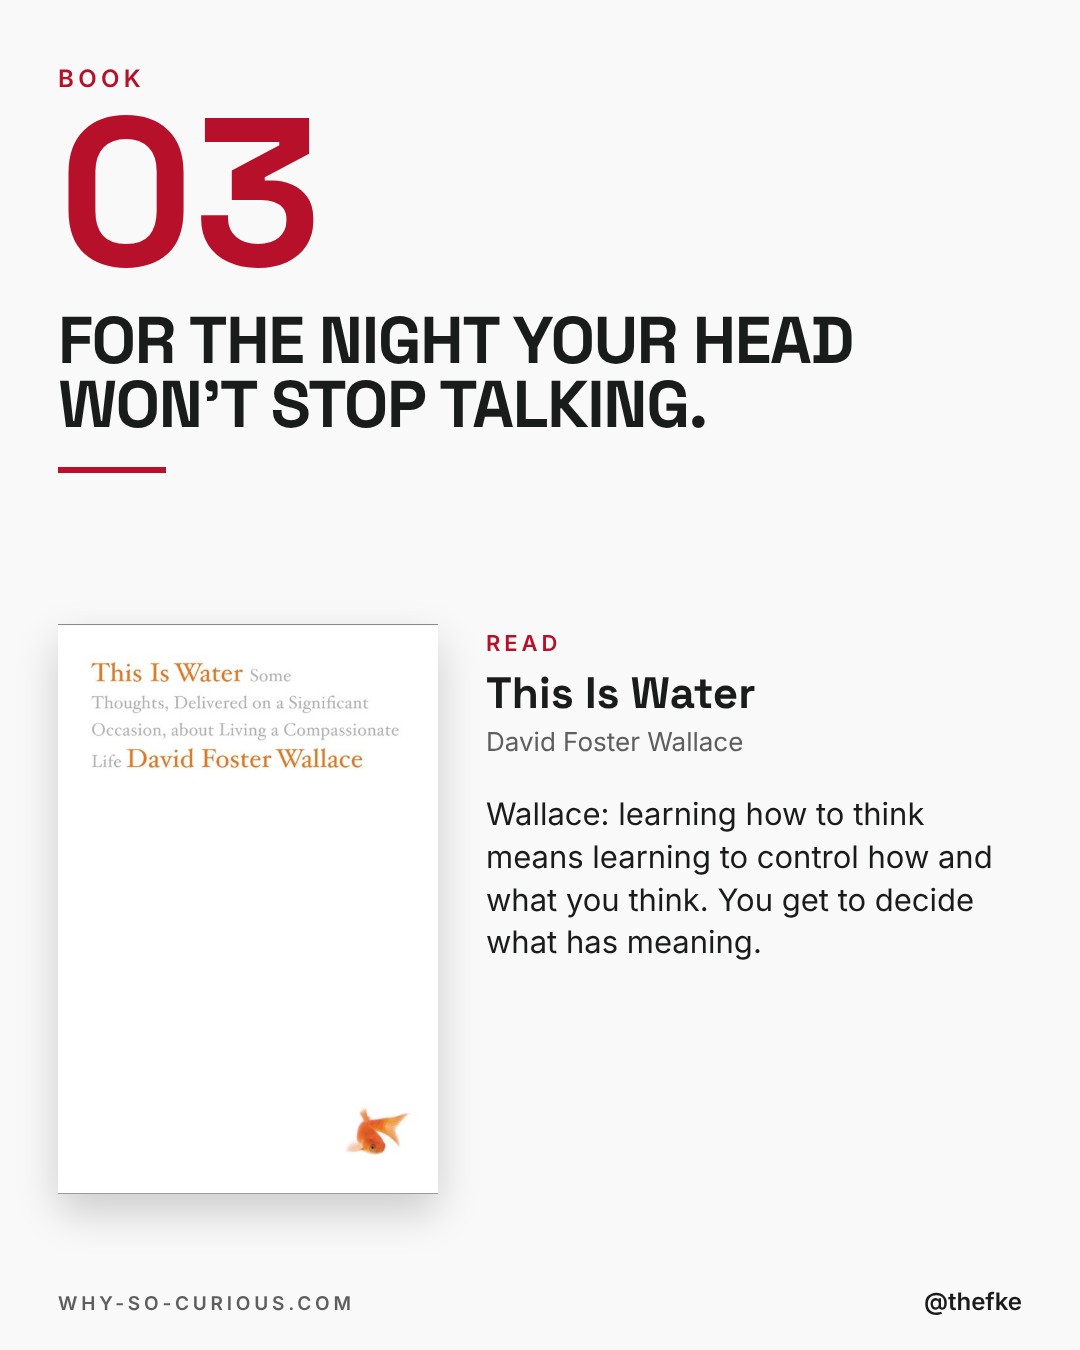 BOOK
03
FOR THE NIGHT YOUR HEAD
WON’T STOP TALKING.
This Is Water Some
Thoughts, Delivered on a Significant
Occasion, about Living a Compassionate
Life David Foster Wallace
READ
This Is Water
David Foster Wallace
Wallace: learning how to think
means learning to control how and
what you think. You get to decide
what has meaning.
WHY-SO-CURIOUS.COM
@thefke